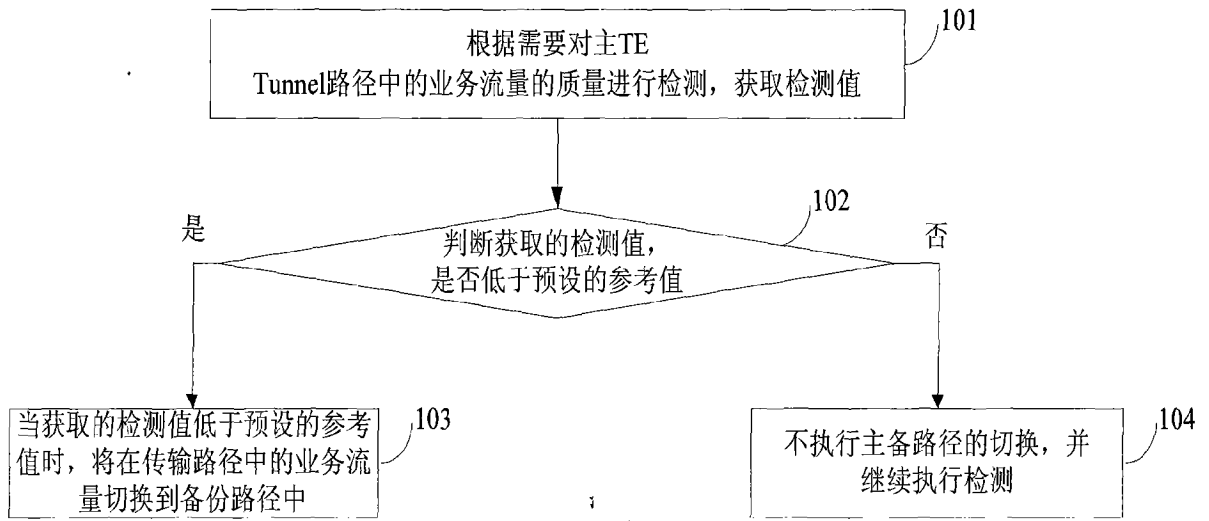 根据需要对主TE
Tunnel路径中的业务流量的质量进行检测，获取检测值
101
102
是
判断获取的检测值，
是否低于预设的参考值
否
当获取的检测值低于预设的参考
值时，将在传输路径中的业务流
量切换到备份路径中
103
不执行主备路径的切换，并
继续执行检测
104